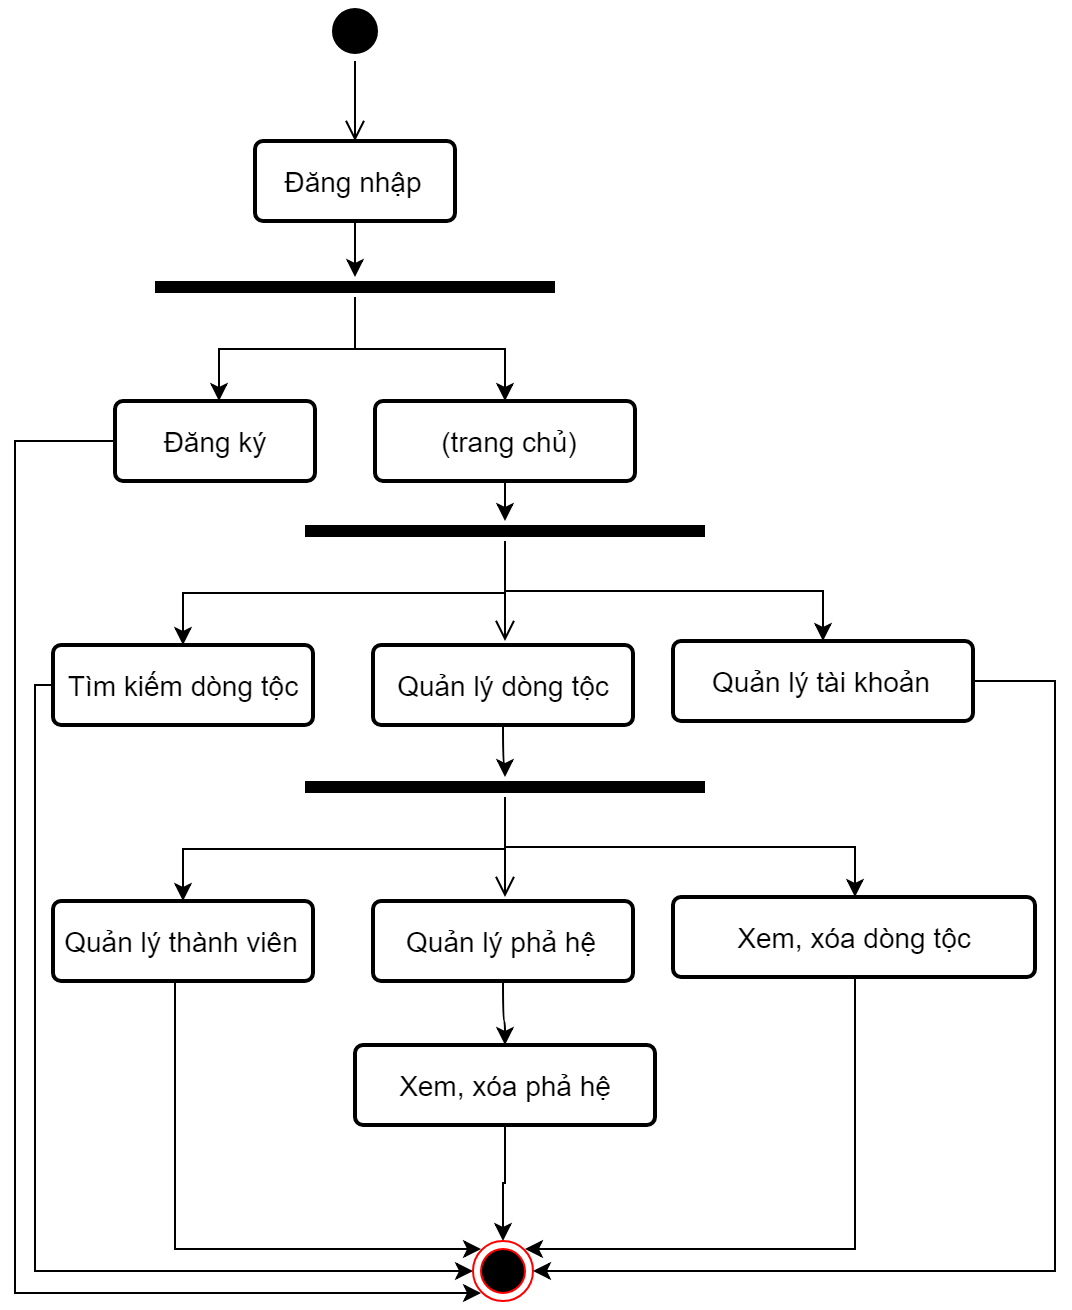 Đăng nhập
Đăng ký
(trang chủ)
Tìm kiếm dòng tộc
Quản lý dòng tộc
Quản lý tài khoản
Quản lý thành viên
Quản lý phả hệ
Xem, xóa dòng tộc
Xem, xóa phả hệ